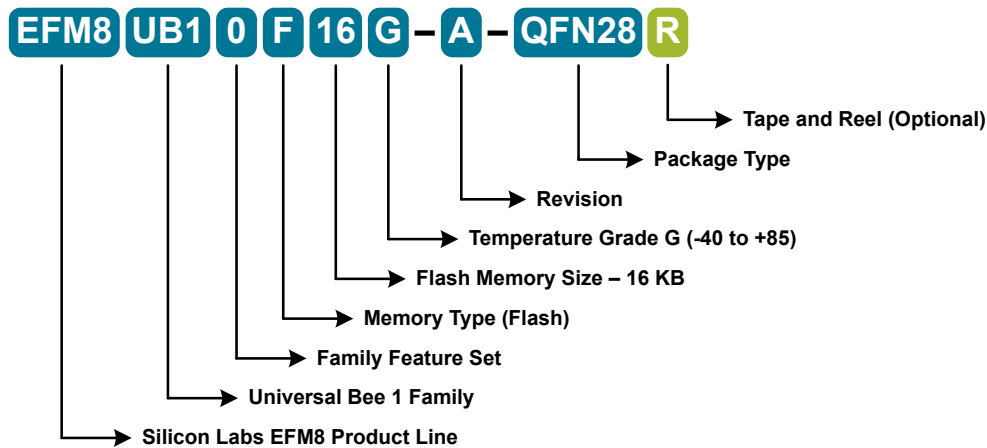 EFM8 UB1 0 F 16 G – A – QFN28 R
Tape and Reel (Optional)
Package Type
Revision
Temperature Grade G (-40 to +85)
Flash Memory Size – 16 KB
Memory Type (Flash)
Family Feature Set
Universal Bee 1 Family
Silicon Labs EFM8 Product Line